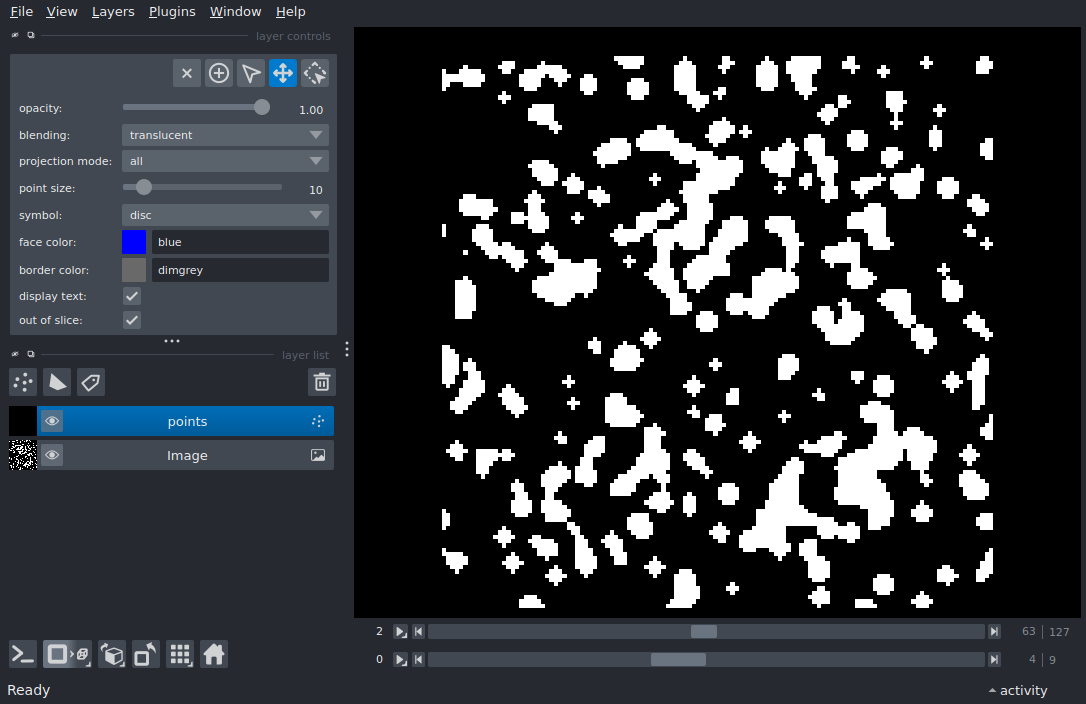 File View Layers Plugins Window Help
layer controls
opacity: 1.00
blending: translucent
projection mode: all
point size: 10
symbol: disc
face color: blue
border color: dimgrey
display text:
out of slice:
layer list
points
Image
2 63 127
0 4 9
Ready activity